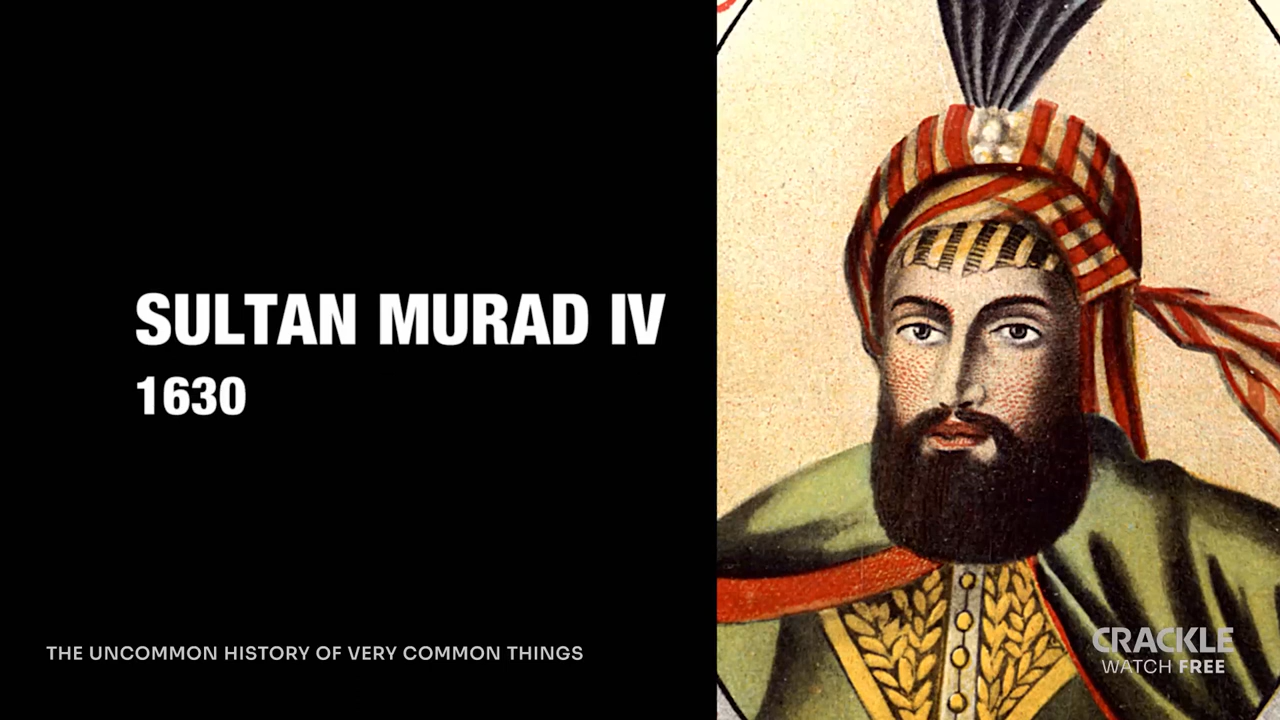 SULTAN MURAD IV
1630
THE UNCOMMON HISTORY OF VERY COMMON THINGS
CRACKLE
WATCH FREE